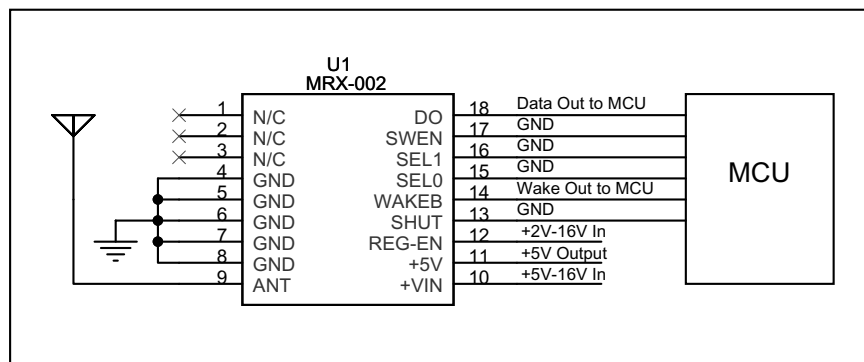 U1
MRX-002
1 N/C DO 18 Data Out to MCU
2 N/C SWEN 17 GND
3 N/C SEL1 16 GND
4 GND SEL0 15 GND
5 GND WAKEB 14 Wake Out to MCU
6 GND SHUT 13 GND
7 GND REG-EN 12 +2V-16V In
8 GND +5V 11 +5V Output
9 ANT +VIN 10 +5V-16V In
MCU